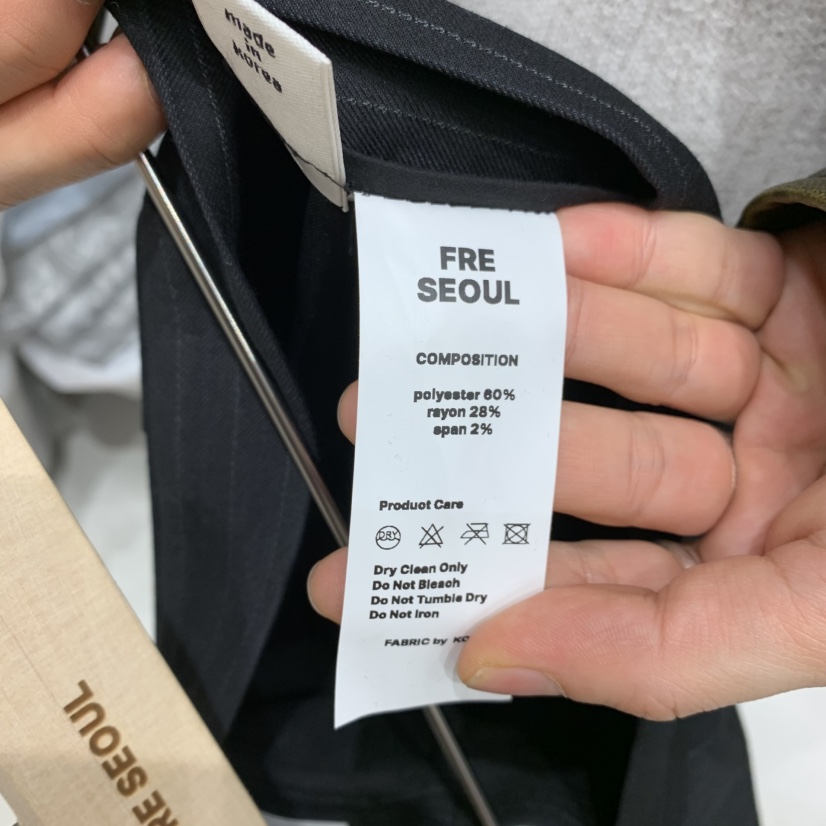 made
in
korea
FRE
SEOUL
COMPOSITION
polyester 60%
rayon 28%
span 2%
Product Care
DRY
Dry Clean Only
Do Not Bleach
Do Not Tumble Dry
Do Not Iron
FABRIC by
RE SEOUL